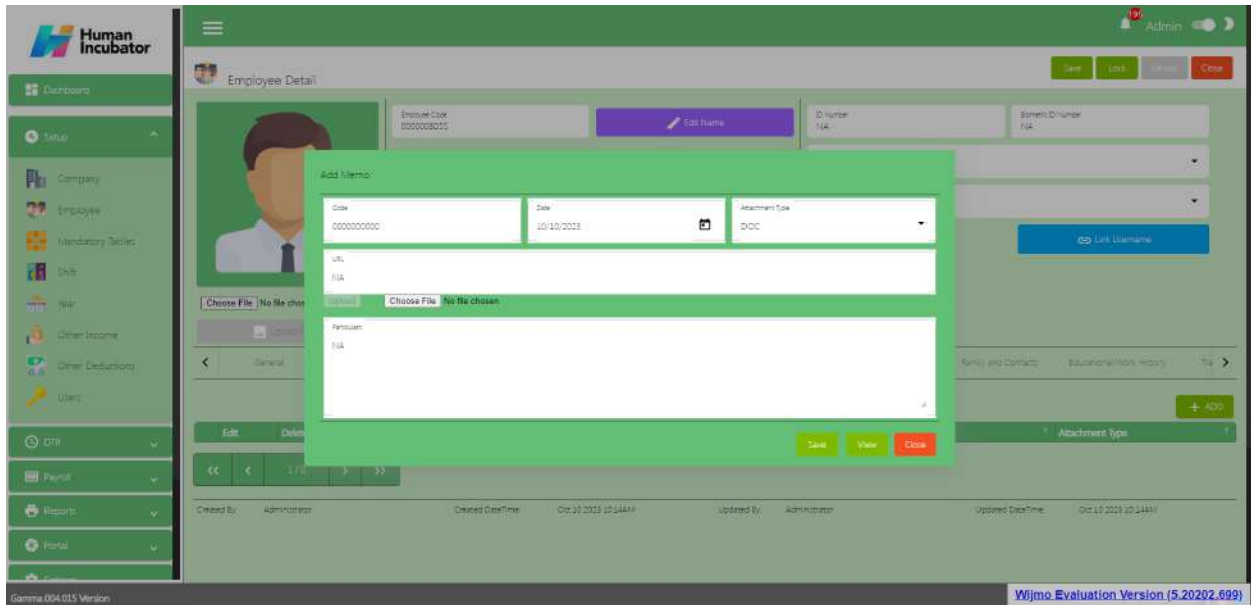 Human
Incubator
196
Admin
Employee Detail
Save
Lock
Close
Dashboard
Setup
Company
Employee
Mandatory Tables
Shift
Year
Other Income
Other Deductions
Users
DTR
Payroll
Reports
Portal
Employee Code
0000008055
Edit Name
ID Number
NA
Biometric ID Number
NA
Link Username
Choose File No file chos
Add Memo
Code
0000000000
Date
10/10/2023
Attachment Type
DOC
URL
NA
Upload
Choose File No file chosen
Particulars
NA
Save
View
Close
General
Family and Contacts
Educational/Work History
+ ADD
Edit
Delet
Attachment Type
Created By: Administrator
Created DateTime: Oct 10 2023 10:14AM
Updated By: Administrator
Updated DateTime: Oct 10 2023 10:14AM
Gamma.004.015 Version
Wijmo Evaluation Version (5.20202.699)